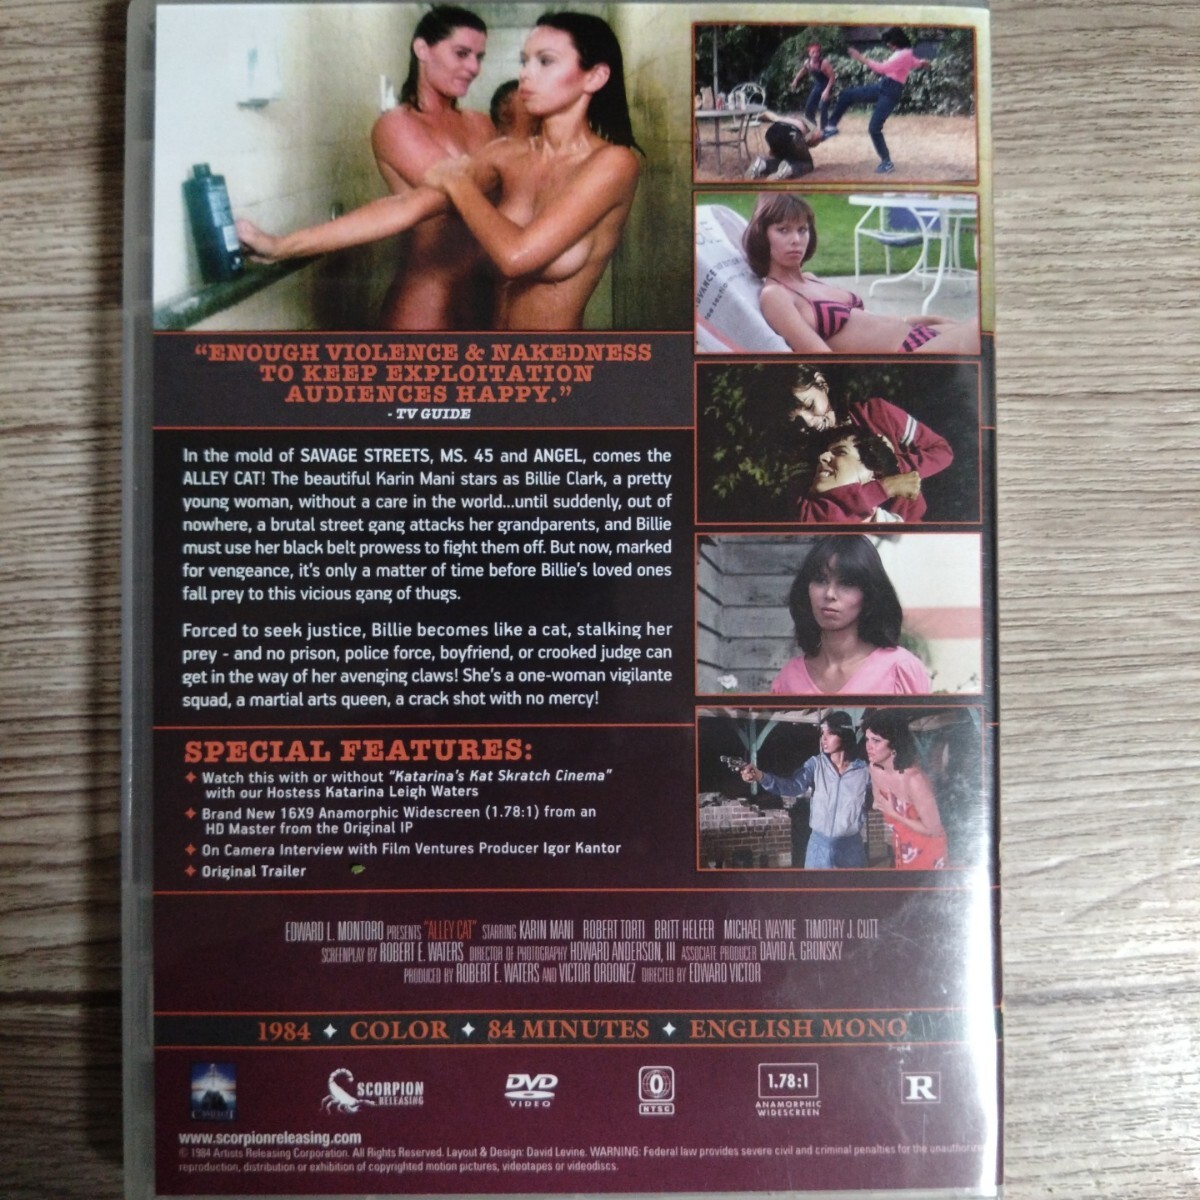 "ENOUGH VIOLENCE & NAKEDNESS
TO KEEP EXPLOITATION
AUDIENCES HAPPY."
- TV GUIDE
In the mold of SAVAGE STREETS, MS. 45 and ANGEL, comes the
ALLEY CAT! The beautiful Karin Mani stars as Billie Clark, a pretty
young woman, without a care in the world...until suddenly, out of
nowhere, a brutal street gang attacks her grandparents, and Billie
must use her black belt prowess to fight them off. But now, marked
for vengeance, it's only a matter of time before Billie's loved ones
fall prey to this vicious gang of thugs.
Forced to seek justice, Billie becomes like a cat, stalking her
prey - and no prison, police force, boyfriend, or crooked judge can
get in the way of her avenging claws! She's a one-woman vigilante
squad, a martial arts queen, a crack shot with no mercy!
SPECIAL FEATURES:
✦ Watch this with or without "Katarina's Kat Skratch Cinema"
with our Hostess Katarina Leigh Waters
✦ Brand New 16X9 Anamorphic Widescreen (1.78:1) from an
HD Master from the Original IP
✦ On Camera Interview with Film Ventures Producer Igor Kantor
✦ Original Trailer
EDWARD L. MONTORO PRESENTS "ALLEY CAT" STARRING KARIN MANI ROBERT TORTI BRITT HELFER MICHAEL WAYNE TIMOTHY J. CUTT
SCREENPLAY BY ROBERT E. WATERS DIRECTOR OF PHOTOGRAPHY HOWARD ANDERSON, III ASSOCIATE PRODUCER DAVID A. GRONSKY
PRODUCED BY ROBERT E. WATERS AND VICTOR ORDONEZ DIRECTED BY EDWARD VICTOR
1984 ✦ COLOR ✦ 84 MINUTES ✦ ENGLISH MONO
SCORPION
RELEASING
DVD
VIDEO
0
NTSC
1.78:1
ANAMORPHIC
WIDESCREEN
R
www.scorpionreleasing.com
© 1984 Artists Releasing Corporation. All Rights Reserved. Layout & Design: David Levine. WARNING: Federal law provides severe civil and criminal penalties for the unauthorized
reproduction, distribution or exhibition of copyrighted motion pictures, videotapes or videodiscs.